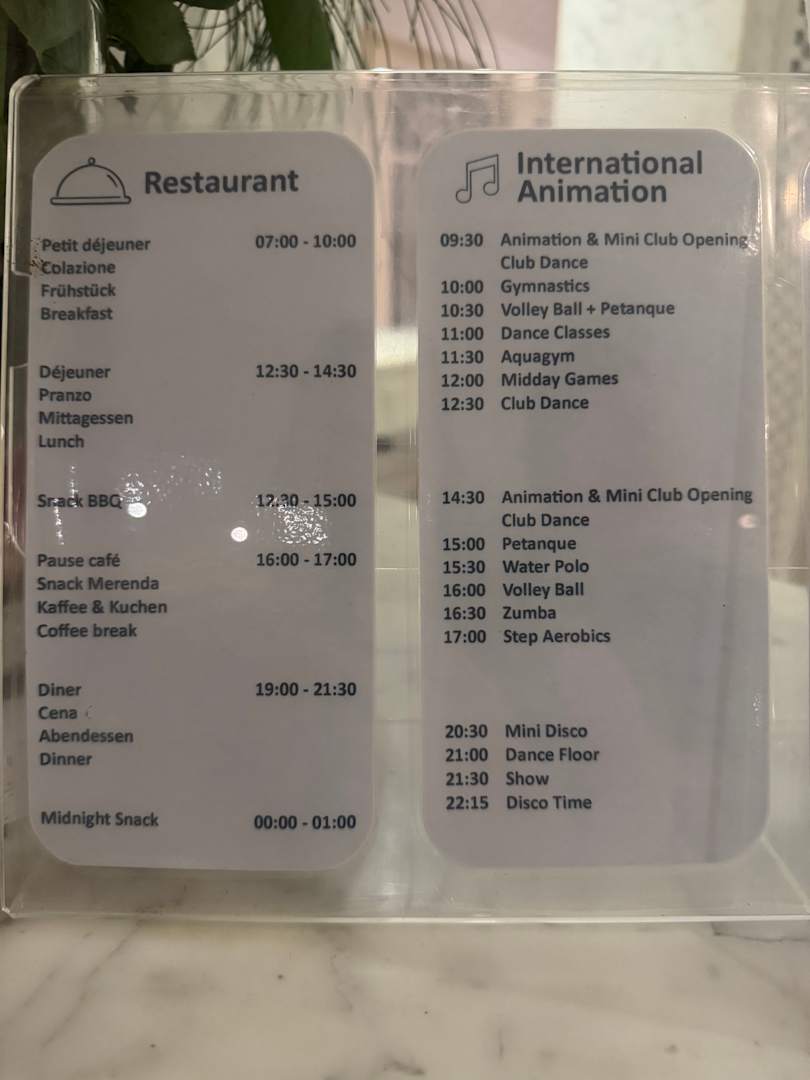 Restaurant
Petit déjeuner 07:00 - 10:00
Colazione
Frühstück
Breakfast
Déjeuner 12:30 - 14:30
Pranzo
Mittagessen
Lunch
Snack BBQ 12:30 - 15:00
Pause café 16:00 - 17:00
Snack Merenda
Kaffee & Kuchen
Coffee break
Diner 19:00 - 21:30
Cena
Abendessen
Dinner
Midnight Snack 00:00 - 01:00
International
Animation
09:30 Animation & Mini Club Opening
Club Dance
10:00 Gymnastics
10:30 Volley Ball + Petanque
11:00 Dance Classes
11:30 Aquagym
12:00 Midday Games
12:30 Club Dance
14:30 Animation & Mini Club Opening
Club Dance
15:00 Petanque
15:30 Water Polo
16:00 Volley Ball
16:30 Zumba
17:00 Step Aerobics
20:30 Mini Disco
21:00 Dance Floor
21:30 Show
22:15 Disco Time